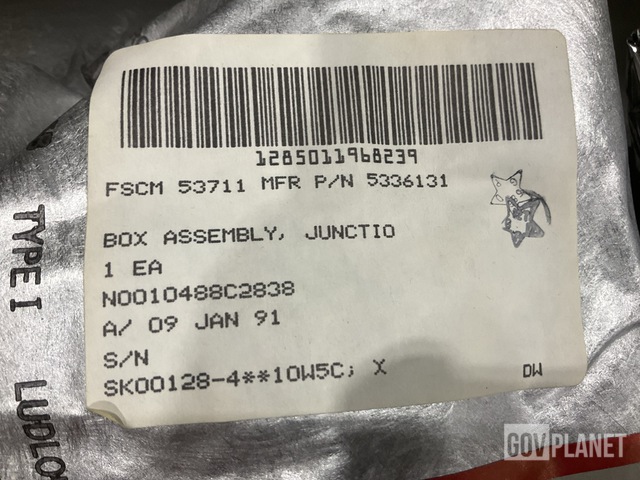 1285011968239
FSCM 53711 MFR P/N 5336131
BOX ASSEMBLY, JUNCTIO
1 EA
N0010488C2838
A/ 09 JAN 91
S/N
SK00128-4**10W5C; X
DW
TYPE I
LUDLO
GOVPLANET